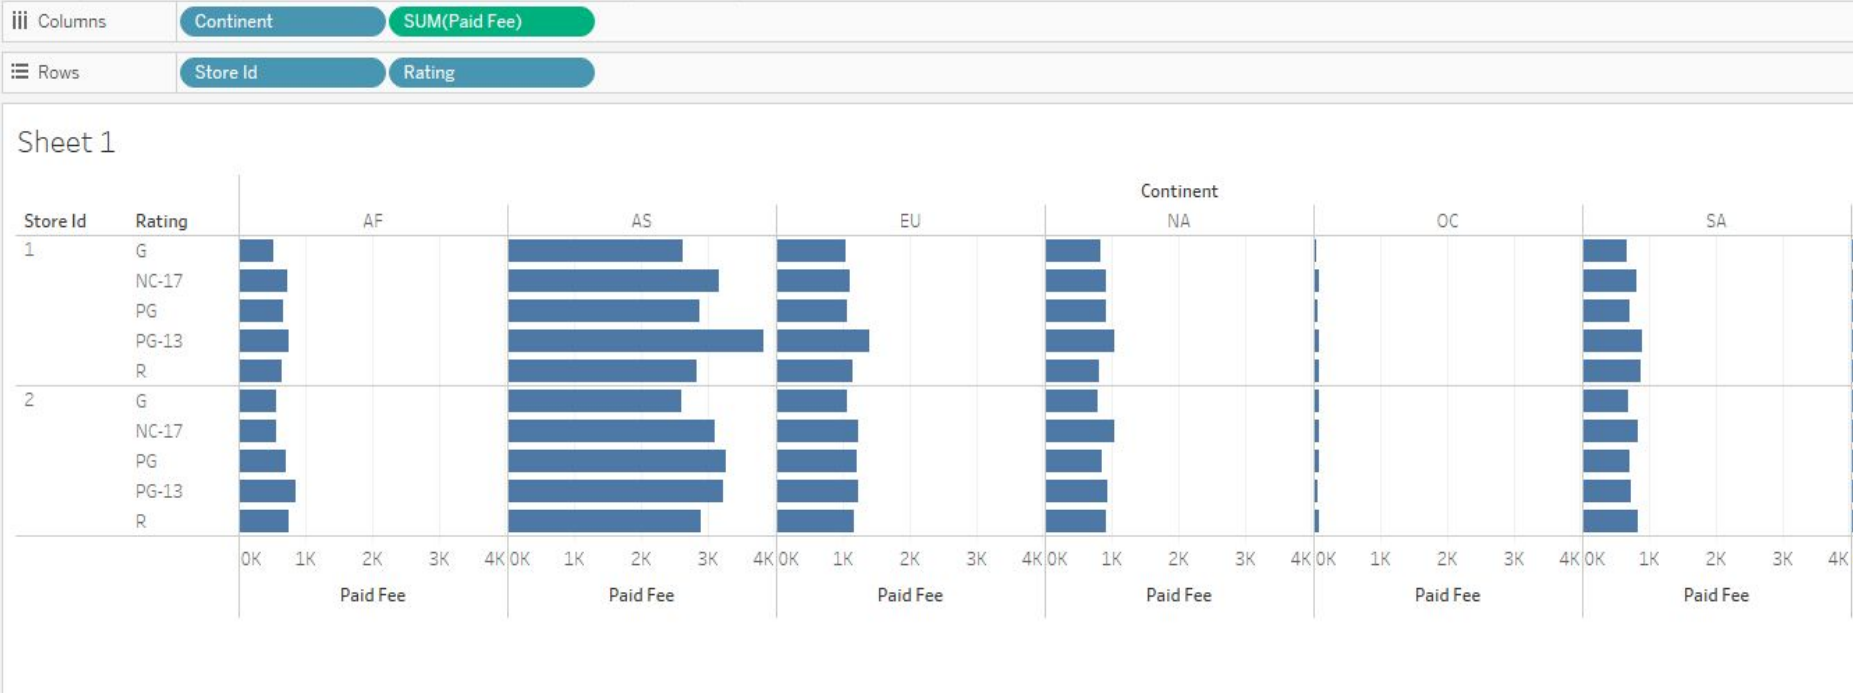 Columns Continent SUM(Paid Fee)
Rows Store Id Rating
Sheet 1
Continent
Store Id Rating AF AS EU NA OC SA
1 G
NC-17
PG
PG-13
R
2 G
NC-17
PG
PG-13
R
0K 1K 2K 3K 4K 0K 1K 2K 3K 4K 0K 1K 2K 3K 4K 0K 1K 2K 3K 4K 0K 1K 2K 3K 4K 0K 1K 2K 3K 4K
Paid Fee Paid Fee Paid Fee Paid Fee Paid Fee Paid Fee